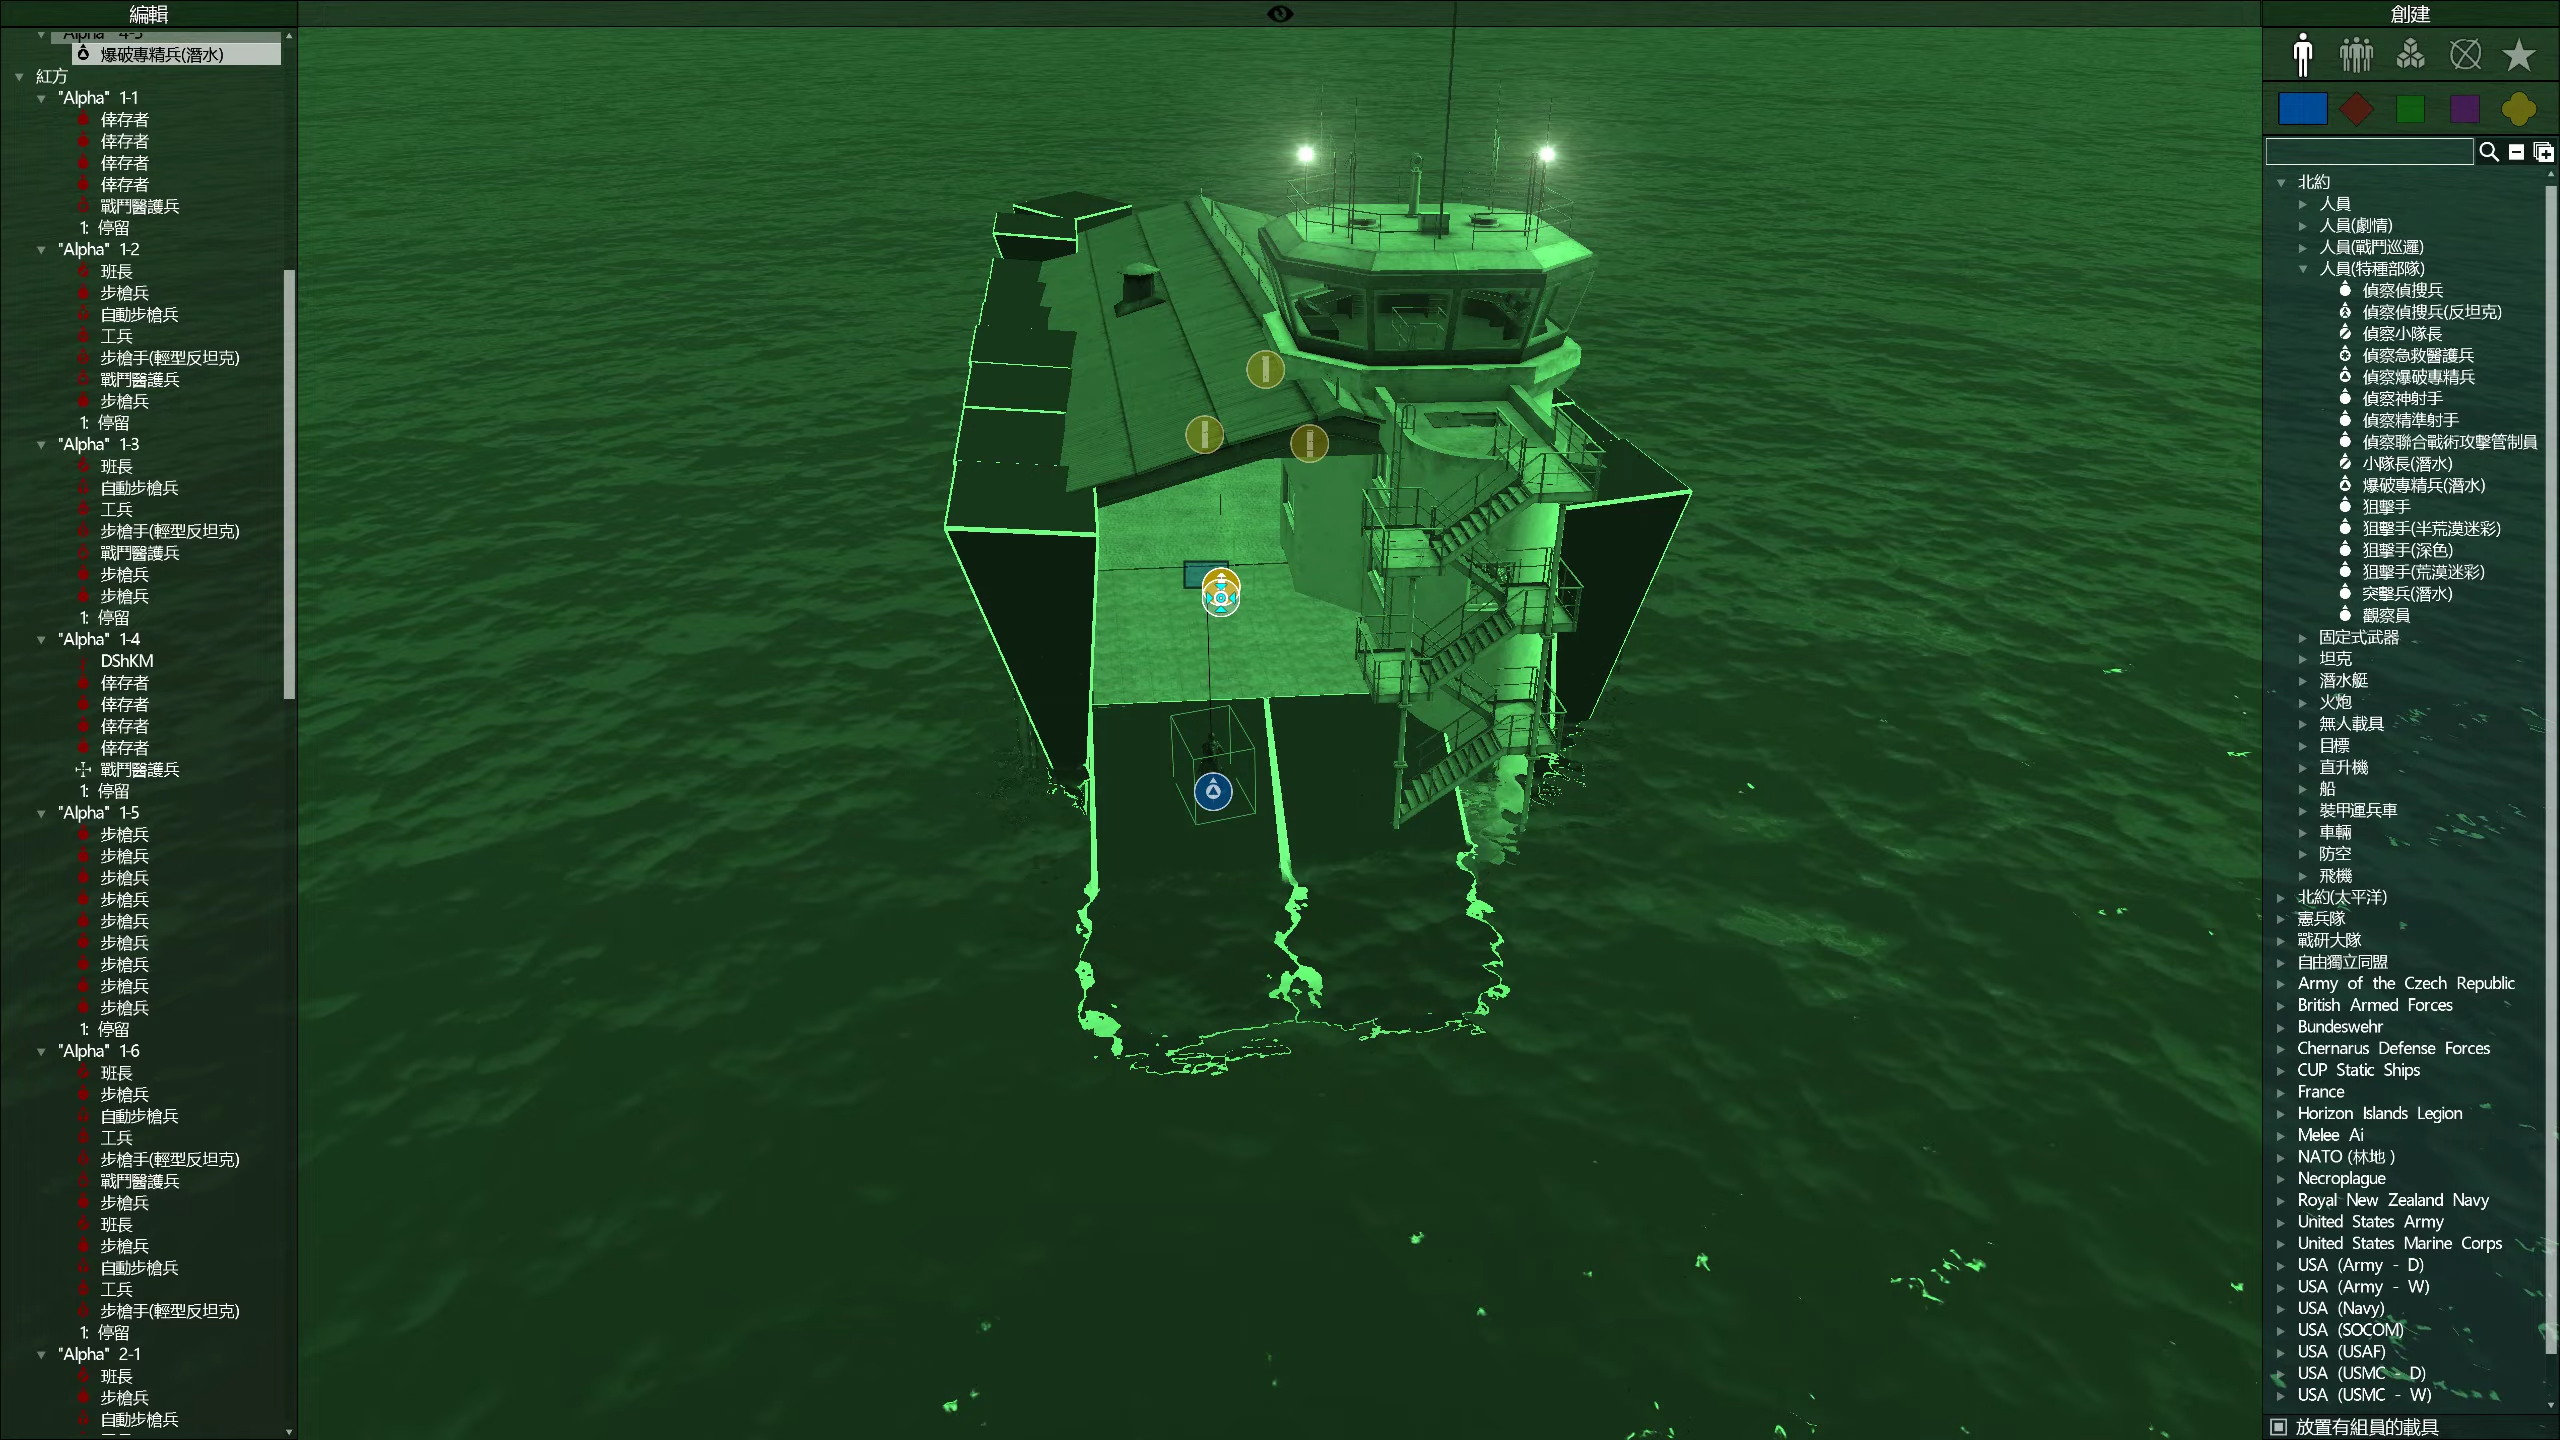 編輯
"Alpha" 4-3
爆破專精兵(潛水)
紅方
"Alpha" 1-1
倖存者
倖存者
倖存者
倖存者
戰鬥醫護兵
1: 停留
"Alpha" 1-2
班長
步槍兵
自動步槍兵
工兵
步槍手(輕型反坦克)
戰鬥醫護兵
步槍兵
1: 停留
"Alpha" 1-3
班長
自動步槍兵
工兵
步槍手(輕型反坦克)
戰鬥醫護兵
步槍兵
步槍兵
1: 停留
"Alpha" 1-4
DShKM
倖存者
倖存者
倖存者
倖存者
戰鬥醫護兵
1: 停留
"Alpha" 1-5
步槍兵
步槍兵
步槍兵
步槍兵
步槍兵
步槍兵
步槍兵
步槍兵
步槍兵
1: 停留
"Alpha" 1-6
班長
步槍兵
自動步槍兵
工兵
步槍手(輕型反坦克)
戰鬥醫護兵
步槍兵
班長
步槍兵
自動步槍兵
工兵
步槍手(輕型反坦克)
1: 停留
"Alpha" 2-1
班長
步槍兵
自動步槍兵
創建
北約
人員
人員(劇情)
人員(戰鬥巡邏)
人員(特種部隊)
偵察偵搜兵
偵察偵搜兵(反坦克)
偵察小隊長
偵察急救醫護兵
偵察爆破專精兵
偵察神射手
偵察精準射手
偵察聯合戰術攻擊管制員
小隊長(潛水)
爆破專精兵(潛水)
狙擊手
狙擊手(半荒漠迷彩)
狙擊手(深色)
狙擊手(荒漠迷彩)
突擊兵(潛水)
觀察員
固定式武器
坦克
潛水艇
火炮
無人載具
目標
直升機
船
裝甲運兵車
車輛
防空
飛機
北約(太平洋)
憲兵隊
戰研大隊
自由獨立同盟
Army of the Czech Republic
British Armed Forces
Bundeswehr
Chernarus Defense Forces
CUP Static Ships
France
Horizon Islands Legion
Melee Ai
NATO (林地 )
Necroplague
Royal New Zealand Navy
United States Army
United States Marine Corps
USA (Army - D)
USA (Army - W)
USA (Navy)
USA (SOCOM)
USA (USAF)
USA (USMC - D)
USA (USMC - W)
放置有組員的載具